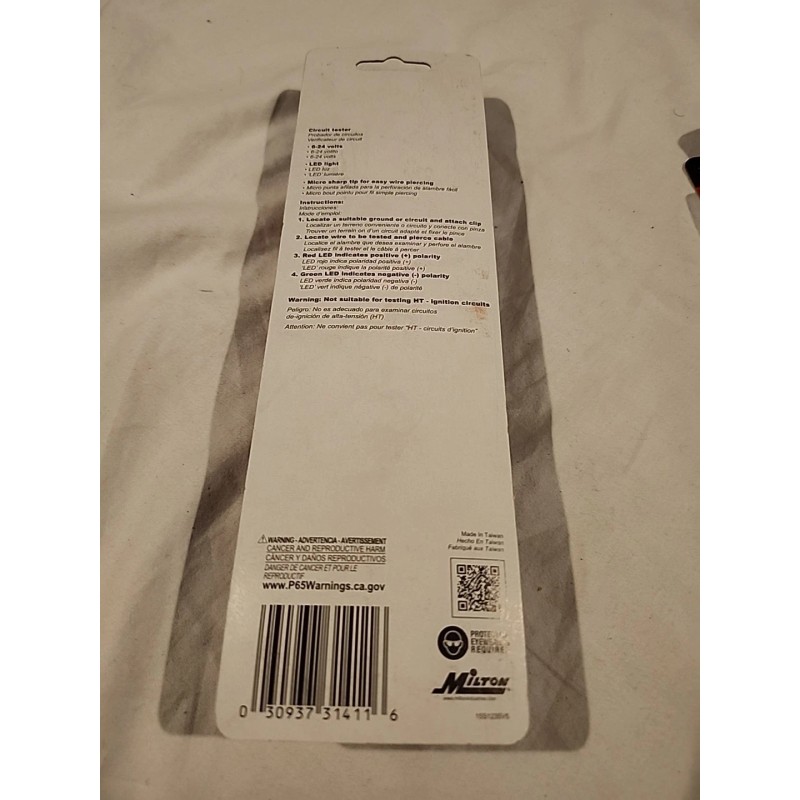 Circuit tester
Probador de circuitos
Verificateur de circuit
· 6-24 volts
· 6-24 voltio
· 6-24 volts
· LED light
· LED luz
· 'LED' lumière
· Micro sharp tip for easy wire piercing
· Micro punta afilada para la perforación de alambre fácil
· Micro bout pointu pour fil simple piercing
Instructions:
Instrucciones:
Mode d'emploi:
1. Locate a suitable ground or circuit and attach clip
Localizar un terreno conveniente o circuito y conecte con pinza
Trouver un terrain on d'un circuit adapté et fixer le pince
2. Locate wire to be tested and pierce cable
Localice el alambre que desea examinar y perfore el alambre
Localisez fil à tester et le câble à percer
3. Red LED indicates positive (+) polarity
LED rojo indica polaridad positiva (+)
'LED' rouge indique la polarité positive (+)
4. Green LED indicates negative (-) polarity
LED verde indica polaridad negativa (-)
'LED' vert indique négative (-) de polarité
Warning: Not suitable for testing HT - ignition circuits
Peligro: No es adecuado para examinar circuitos
de-ignición de alta-tensión (HT)
Attention: Ne convient pas pour tester "HT - circuits d'ignition"
WARNING - ADVERTENCIA - AVERTISSEMENT
CANCER AND REPRODUCTIVE HARM
CÁNCER Y DAÑOS REPRODUCTIVOS
DANGER DE CANCER ET POUR LE
REPRODUCTIF
www.P65Warnings.ca.gov
Made In Taiwan
Hecho En Taiwan
Fabriqué aux Taiwan
PROTECTIVE
EYEWEAR
REQUIRED
MILTON
www.miltonindustries.com
0 30937 31411 6